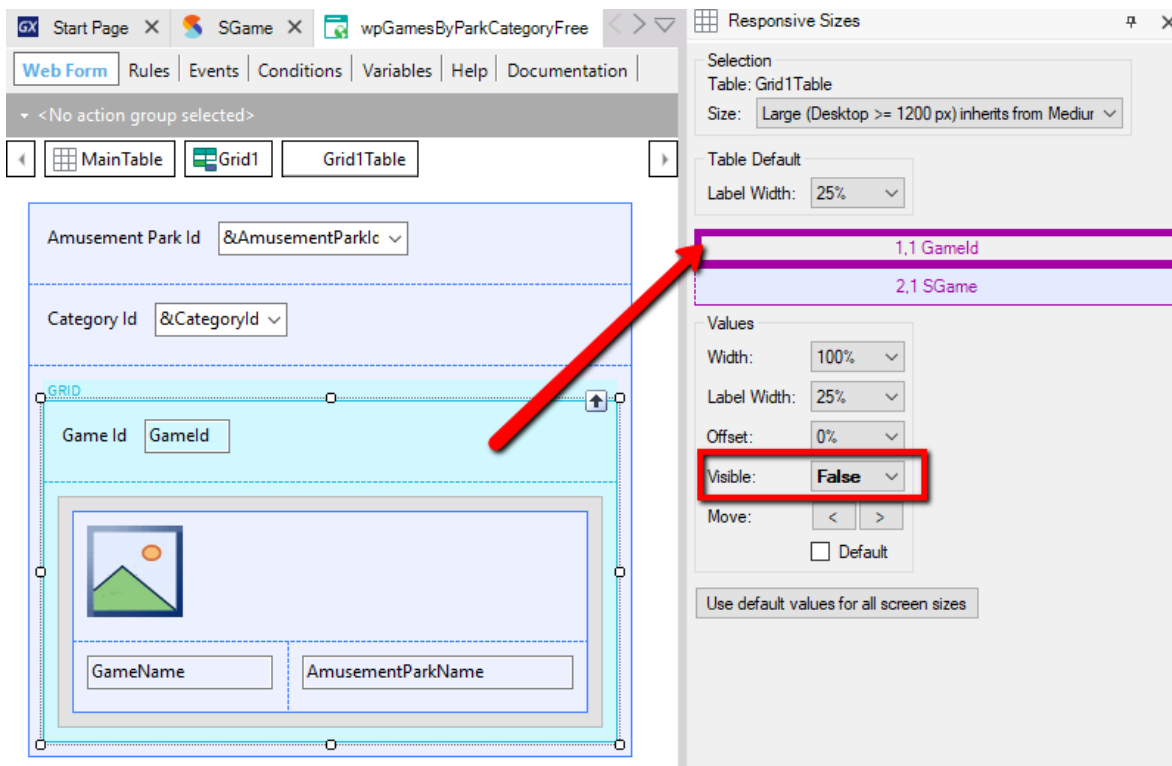 GX Start Page SGame wpGamesByParkCategoryFree
Web Form Rules Events Conditions Variables Help Documentation
<No action group selected>
MainTable Grid1 Grid1Table
Amusement Park Id &AmusementParkId
Category Id &CategoryId
GRID
Game Id GameId
GameName AmusementParkName
Responsive Sizes
Selection
Table: Grid1Table
Size: Large (Desktop >= 1200 px) inherits from Mediur
Table Default
Label Width: 25%
1,1 GameId
2,1 SGame
Values
Width: 100%
Label Width: 25%
Offset: 0%
Visible: False
Move: < >
Default
Use default values for all screen sizes